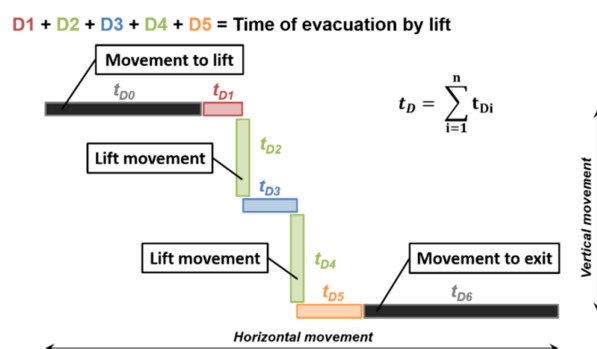 D1 + D2 + D3 + D4 + D5 = Time of evacuation by lift
Movement to lift
tD0
tD1
tD = ∑ tDi
n
i=1
tD2
Lift movement
tD3
Lift movement
tD4
Movement to exit
tD5
tD6
Vertical movement
Horizontal movement